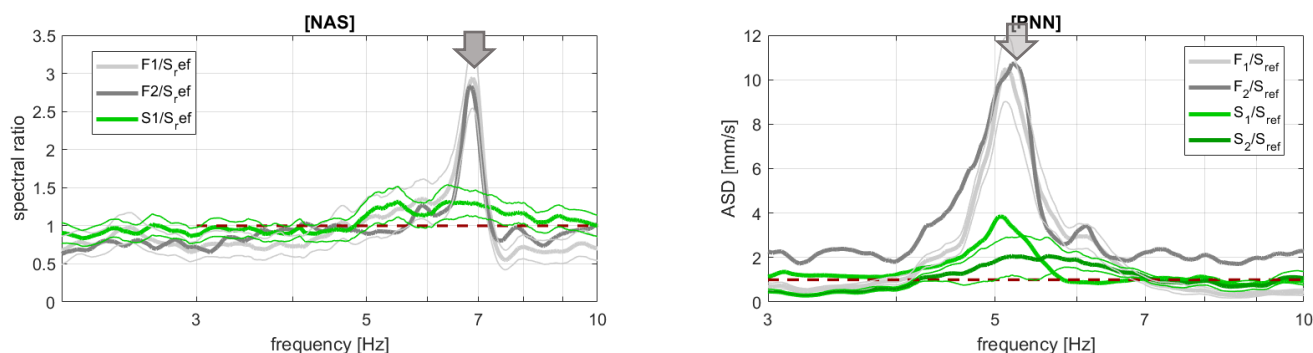 [NAS]
3.5
3
2.5
2
1.5
1
0.5
0
spectral ratio
F1/S_ref
F2/S_ref
S1/S_ref
3
5
7
10
frequency [Hz]
[PNN]
12
10
8
6
4
2
0
ASD [mm/s]
F1/Sref
F2/Sref
S1/Sref
S2/Sref
3
5
7
10
frequency [Hz]